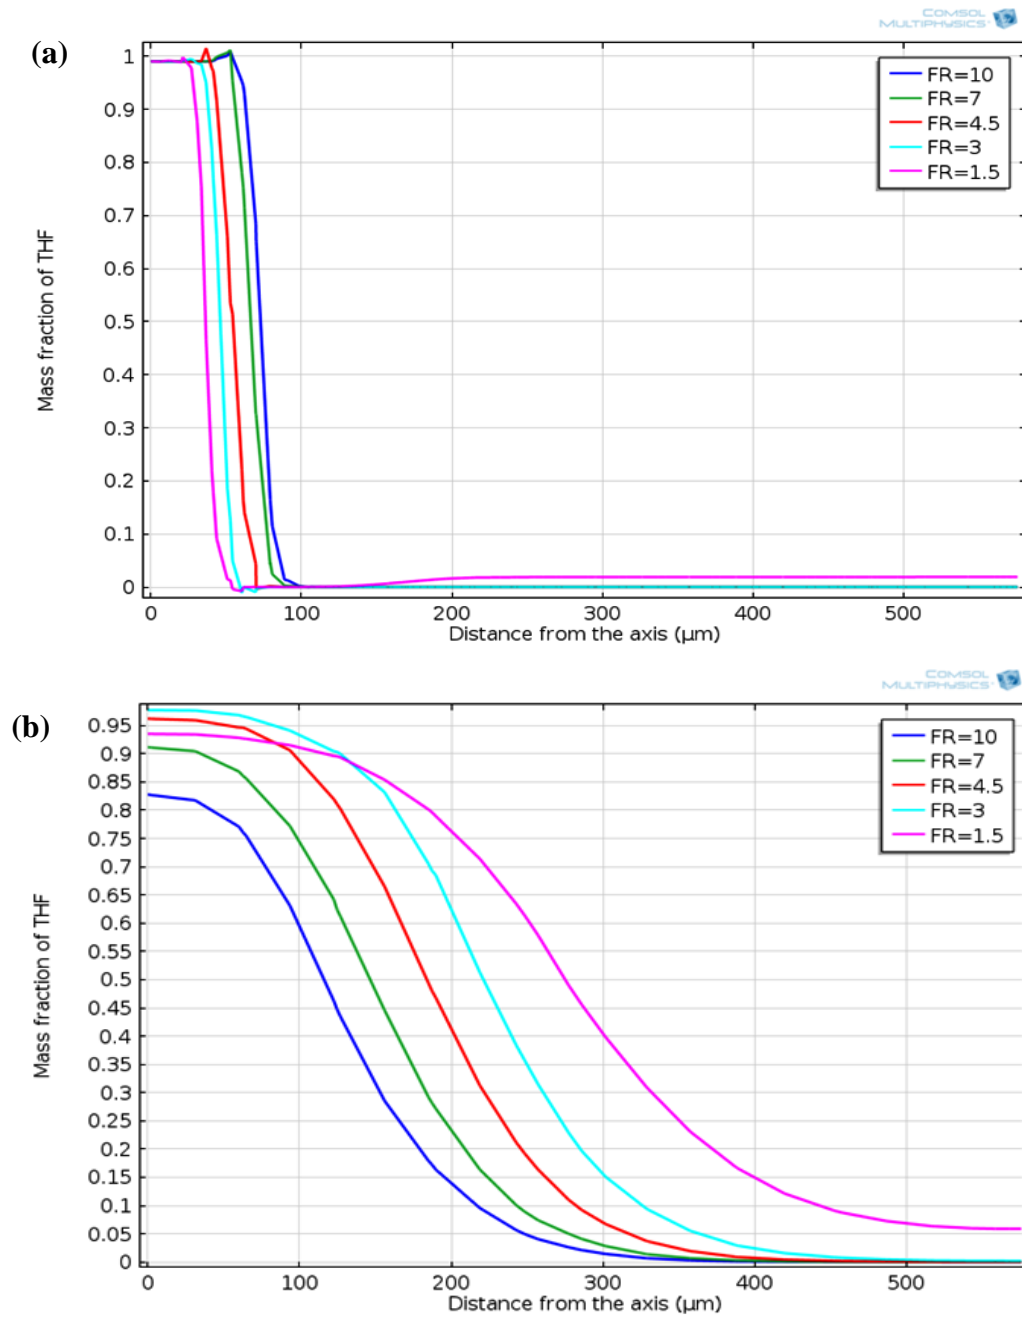 COMSOL
MULTIPHYSICS
(a)
FR=10
FR=7
FR=4.5
FR=3
FR=1.5
1
0.9
0.8
0.7
0.6
0.5
0.4
0.3
0.2
0.1
0
Mass fraction of THF
0 100 200 300 400 500
Distance from the axis (µm)
COMSOL
MULTIPHYSICS
(b)
FR=10
FR=7
FR=4.5
FR=3
FR=1.5
0.95
0.9
0.85
0.8
0.75
0.7
0.65
0.6
0.55
0.5
0.45
0.4
0.35
0.3
0.25
0.2
0.15
0.1
0.05
0
Mass fraction of THF
0 100 200 300 400 500
Distance from the axis (µm)